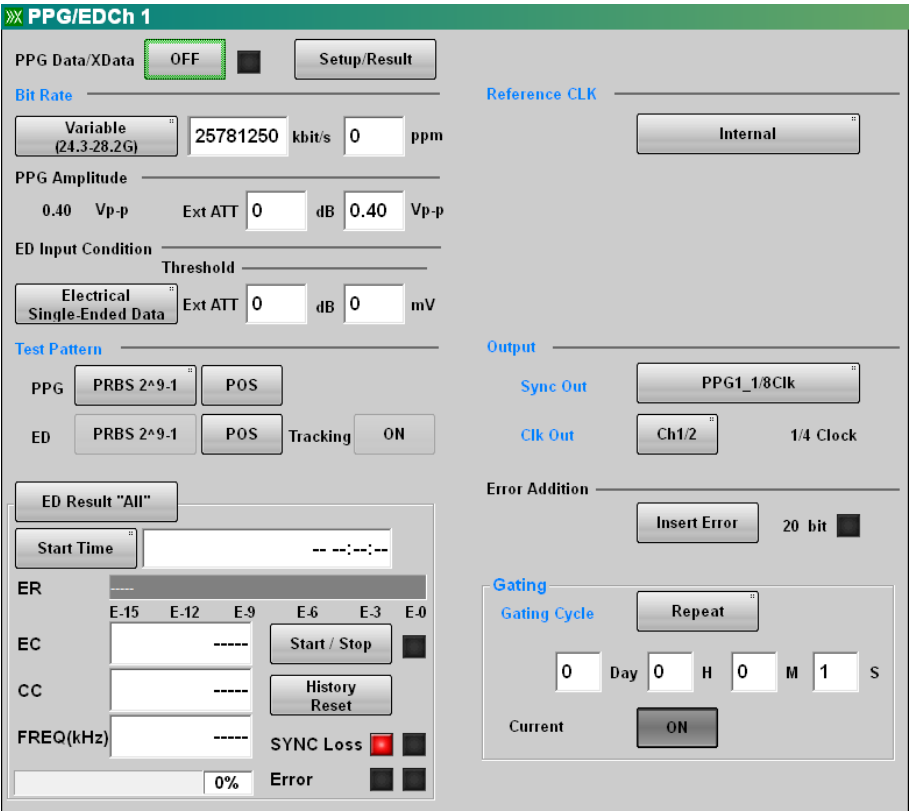 PPG/EDCh 1
PPG Data/XData OFF Setup/Result
Bit Rate
Variable
(24.3-28.2G)
25781250 kbit/s 0 ppm
PPG Amplitude
0.40 Vp-p Ext ATT 0 dB 0.40 Vp-p
ED Input Condition
Threshold
Electrical
Single-Ended Data
Ext ATT 0 dB 0 mV
Test Pattern
PPG PRBS 2^9-1 POS
ED PRBS 2^9-1 POS Tracking ON
ED Result "All"
Start Time -- --:--:--
ER -----
E-15 E-12 E-9 E-6 E-3 E-0
EC ----- Start / Stop
CC ----- History
Reset
FREQ(kHz) ----- SYNC Loss
0% Error
Reference CLK
Internal
Output
Sync Out PPG1_1/8Clk
Clk Out Ch1/2 1/4 Clock
Error Addition
Insert Error 20 bit
Gating
Gating Cycle Repeat
0 Day 0 H 0 M 1 S
Current ON